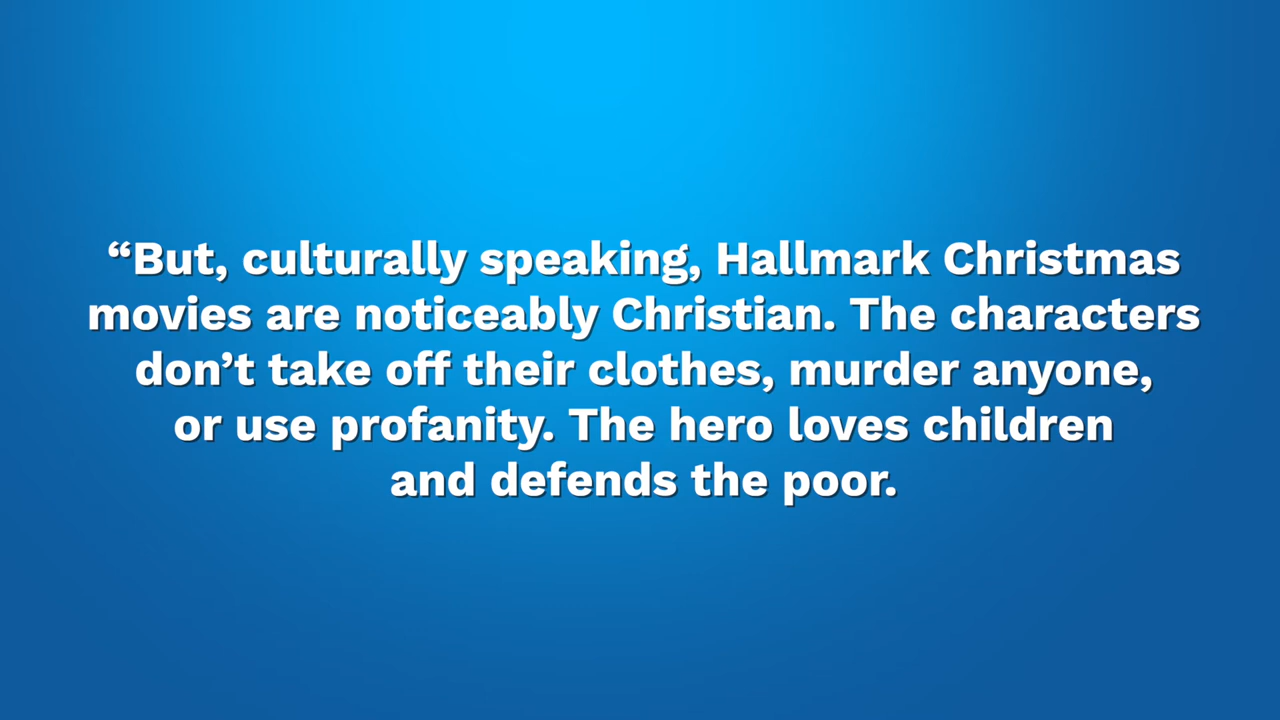 “But, culturally speaking, Hallmark Christmas
movies are noticeably Christian. The characters
don’t take off their clothes, murder anyone,
or use profanity. The hero loves children
and defends the poor.